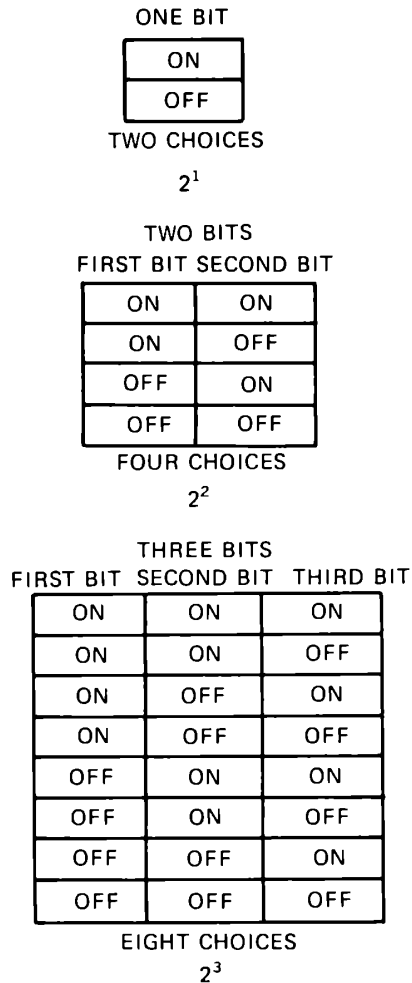 ONE BIT
ON
OFF
TWO CHOICES
2¹
TWO BITS
FIRST BIT SECOND BIT
ON ON
ON OFF
OFF ON
OFF OFF
FOUR CHOICES
2²
THREE BITS
FIRST BIT SECOND BIT THIRD BIT
ON ON ON
ON ON OFF
ON OFF ON
ON OFF OFF
OFF ON ON
OFF ON OFF
OFF OFF ON
OFF OFF OFF
EIGHT CHOICES
2³